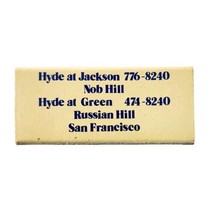 Hyde at Jackson 776-8240
Nob Hill
Hyde at Green 474-8240
Russian Hill
San Francisco